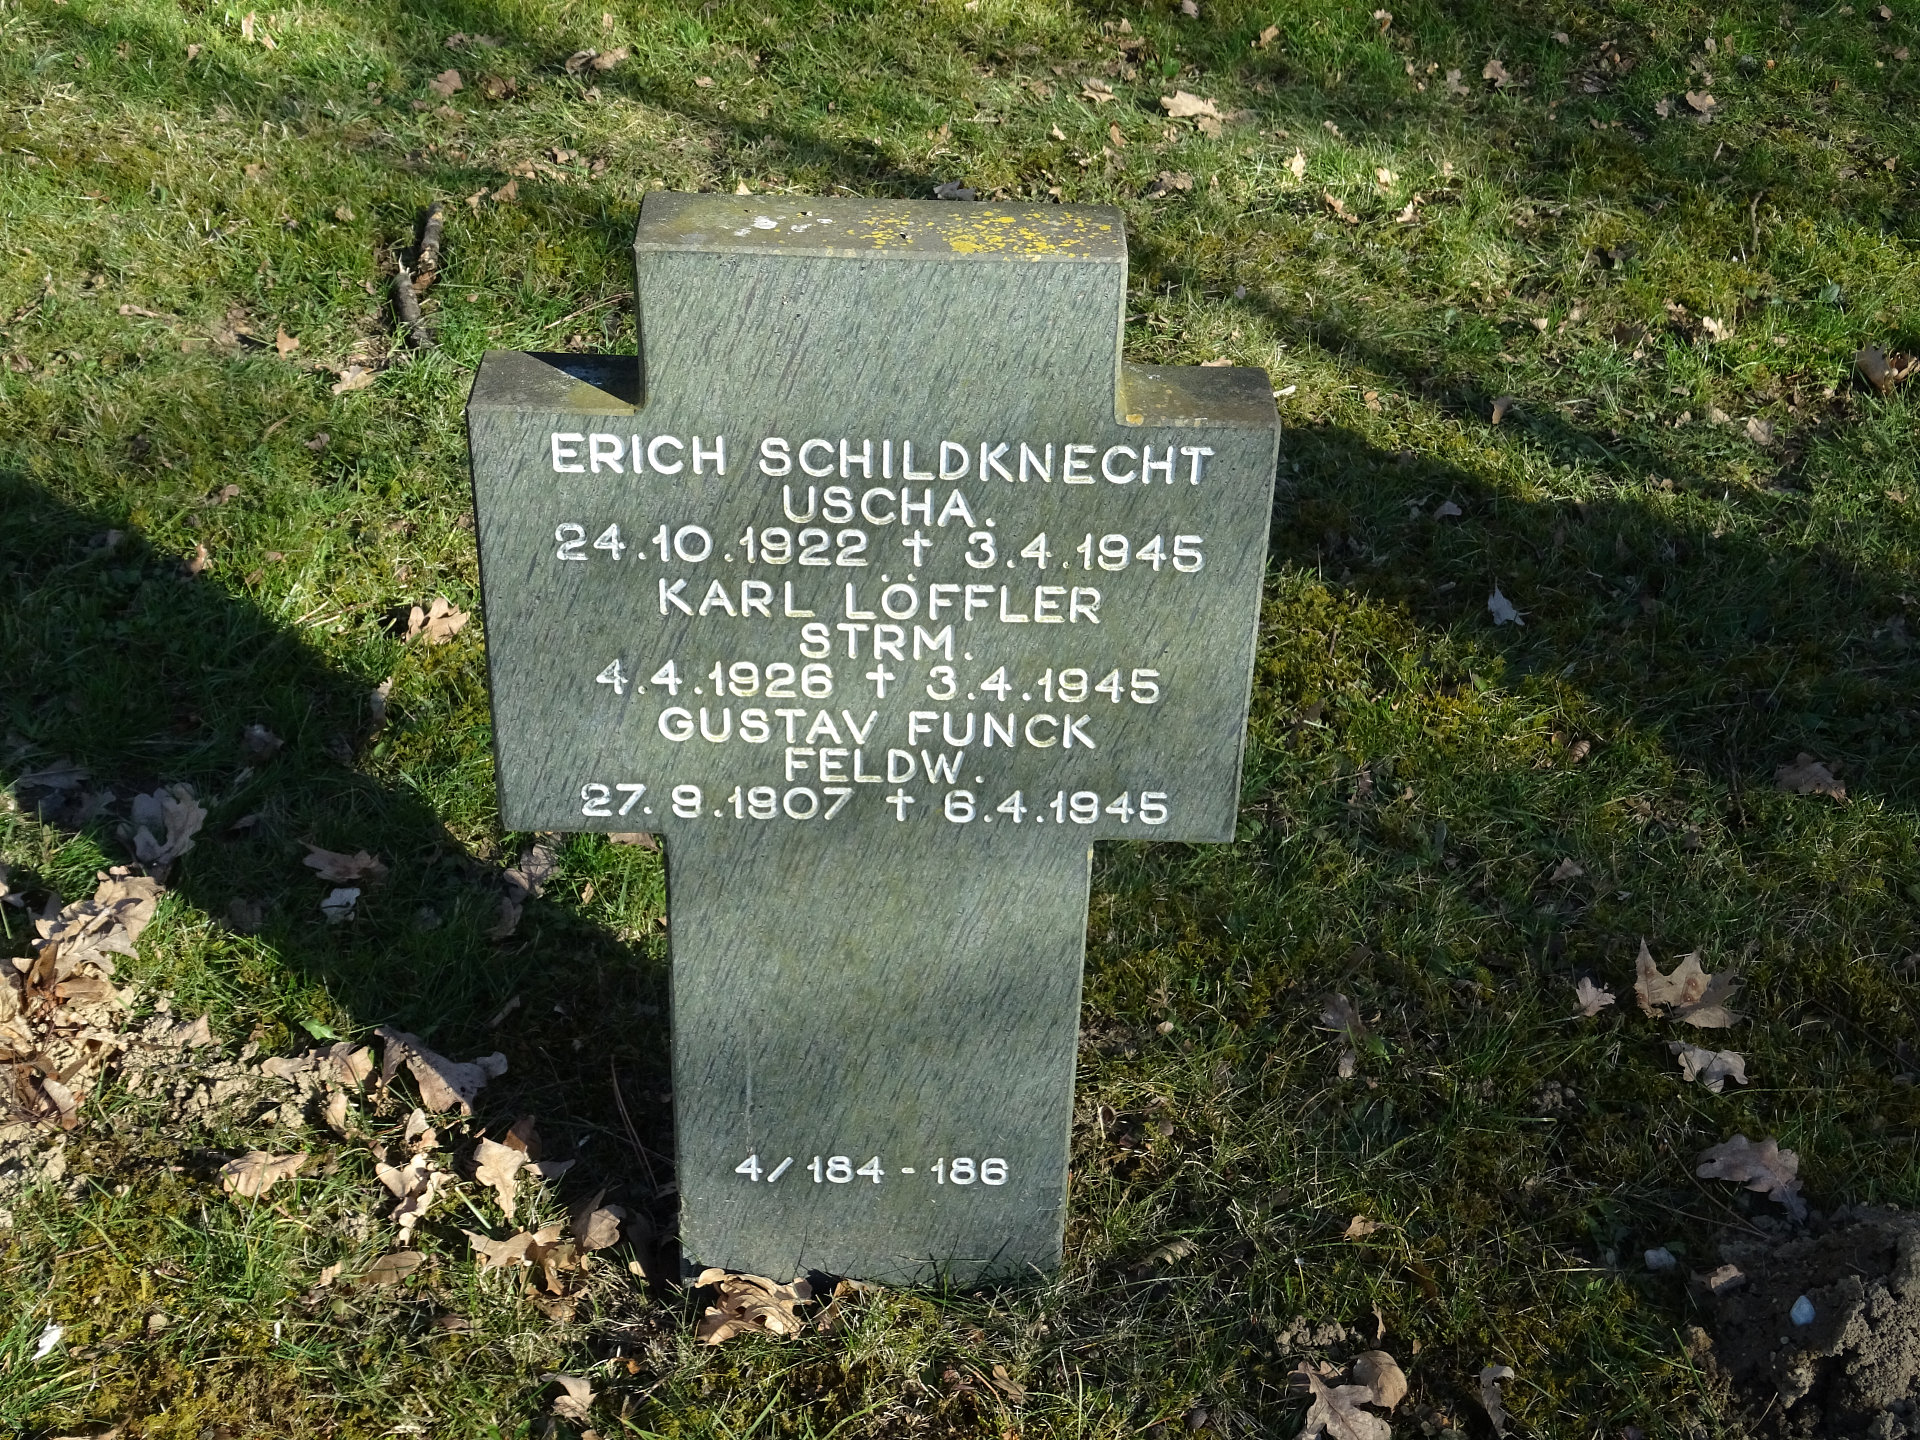 ERICH SCHILDKNECHT
USCHA.
24.10.1922 † 3.4.1945
KARL LÖFFLER
STRM.
4.4.1926 † 3.4.1945
GUSTAV FUNCK
FELDW.
27.9.1907 † 6.4.1945
4/184-186